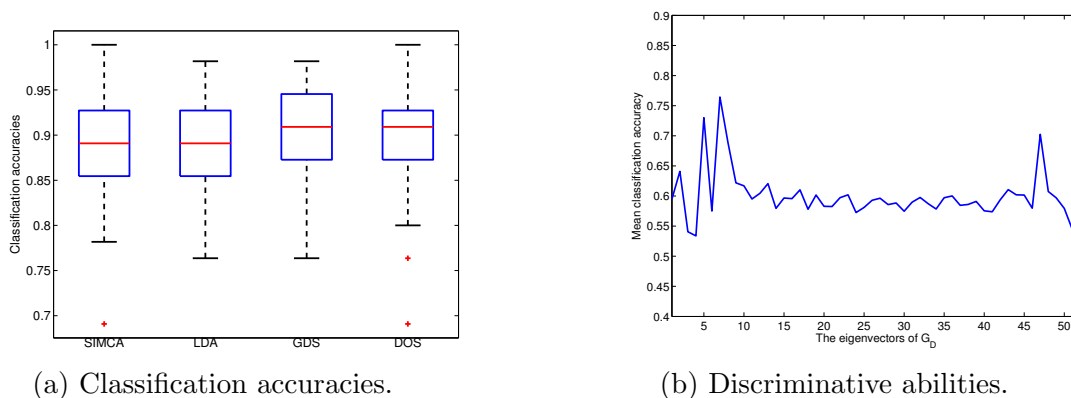 1
0.95
0.9
0.85
0.8
0.75
0.7
Classification accuracies
SIMCA LDA GDS DOS
(a) Classification accuracies.
0.9
0.85
0.8
0.75
0.7
0.65
0.6
0.55
0.5
0.45
0.4
Mean classification accuracy
5 10 15 20 25 30 35 40 45 50
The eigenvectors of G_D
(b) Discriminative abilities.